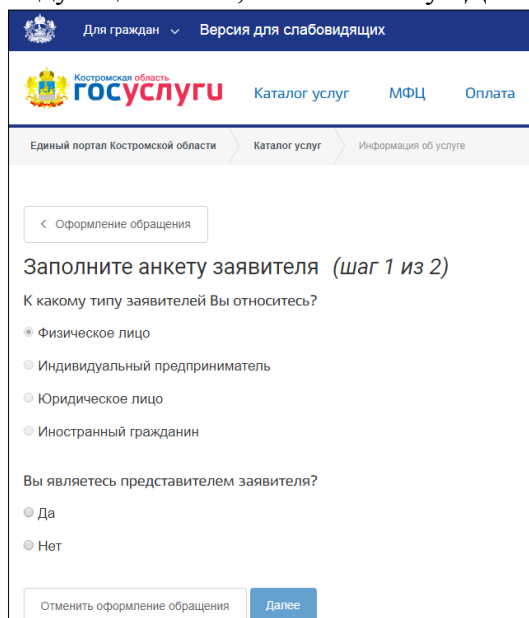 Для граждан
Версия для слабовидящих
Костромская область
госуслуги
Каталог услуг
МФЦ
Оплата
Единый портал Костромской области
Каталог услуг
Информация об услуге
< Оформление обращения
Заполните анкету заявителя (шаг 1 из 2)
К какому типу заявителей Вы относитесь?
Физическое лицо
Индивидуальный предприниматель
Юридическое лицо
Иностранный гражданин
Вы являетесь представителем заявителя?
Да
Нет
Отменить оформление обращения
Далее